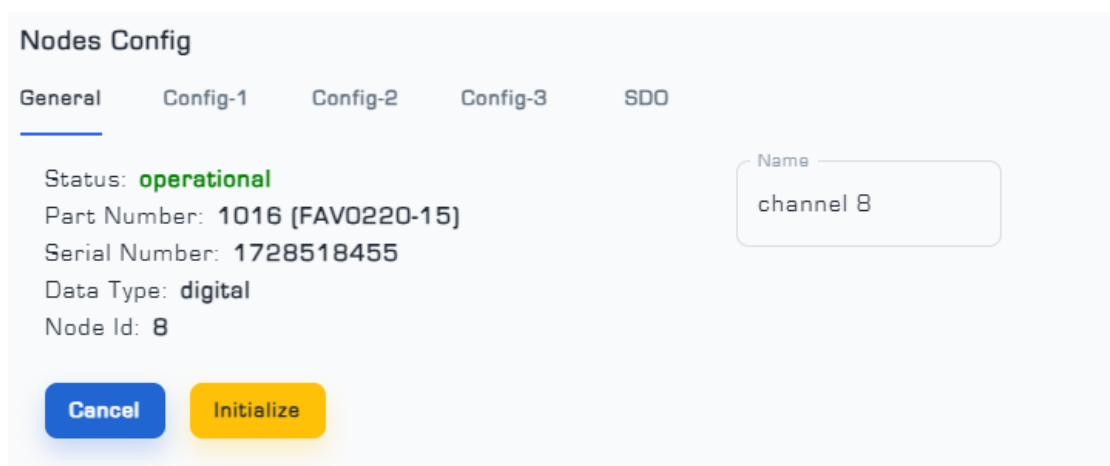 Nodes Config
General Config-1 Config-2 Config-3 SDO
Name
channel 8
Status: operational
Part Number: 1016 (FAV0220-15)
Serial Number: 1728518455
Data Type: digital
Node Id: 8
Cancel Initialize